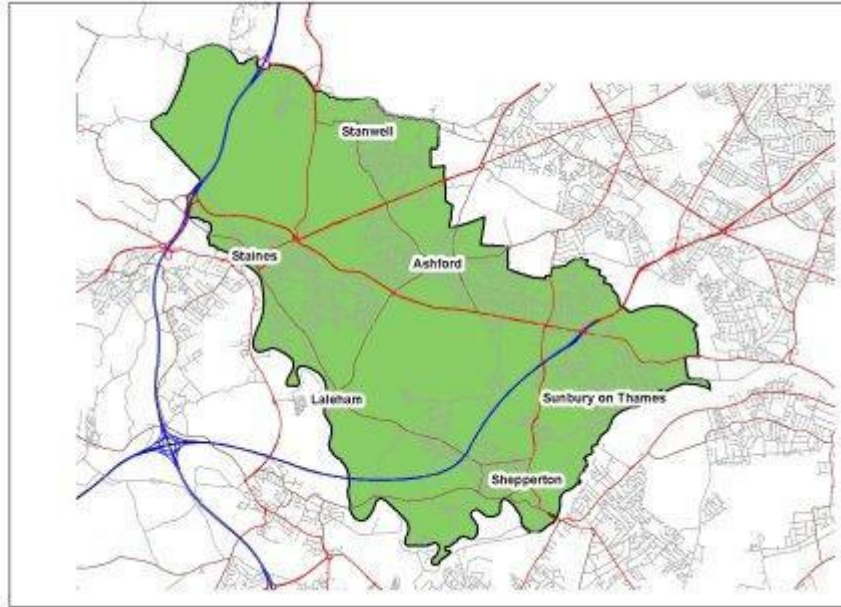 Stanwell
Staines
Ashford
Laleham
Sunbury on Thames
Shepperton